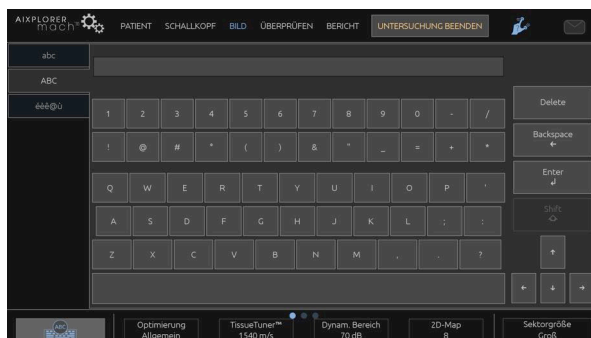 AIXPLORER
mach
PATIENT SCHALLKOPF BILD ÜBERPRÜFEN BERICHT UNTERSUCHUNG BEENDEN
abc
ABC
éêë@ù
1 2 3 4 5 6 7 8 9 0 - /
! @ # * ( ) & " _ = + *
Q W E R T Y U I O P '
A S D F G H J K L ; :
Z X C V B N M , . ?
Delete
Backspace
←
Enter
↲
Shift
↑
← ↓ →
ABC
Optimierung
Allgemein
TissueTuner™
1540 m/s
Dynam. Bereich
70 dB
2D-Map
8
Sektorgröße
Groß